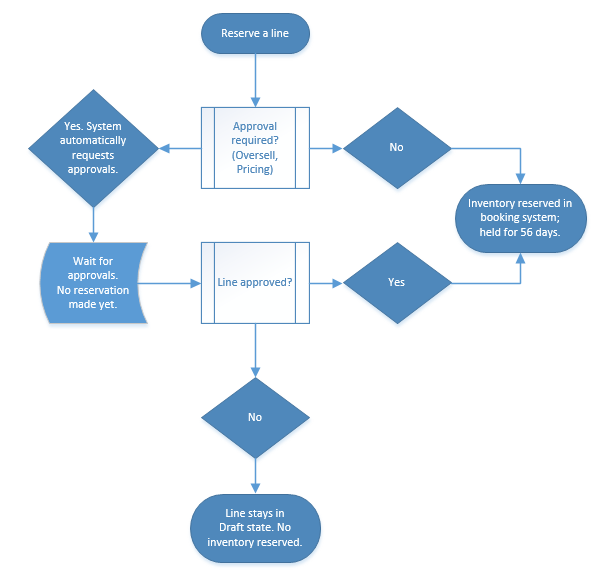 Reserve a line
Yes. System
automatically
requests
approvals.
Approval
required?
(Oversell,
Pricing)
No
Inventory reserved in
booking system;
held for 56 days.
Wait for
approvals.
No reservation
made yet.
Line approved?
Yes
No
Line stays in
Draft state. No
inventory reserved.